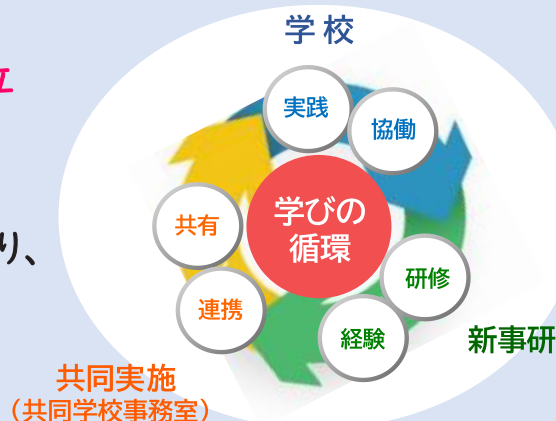 学校
立
実践
協働
り、
共有
学びの
循環
研修
連携
経験
新事研
共同実施
(共同学校事務室)